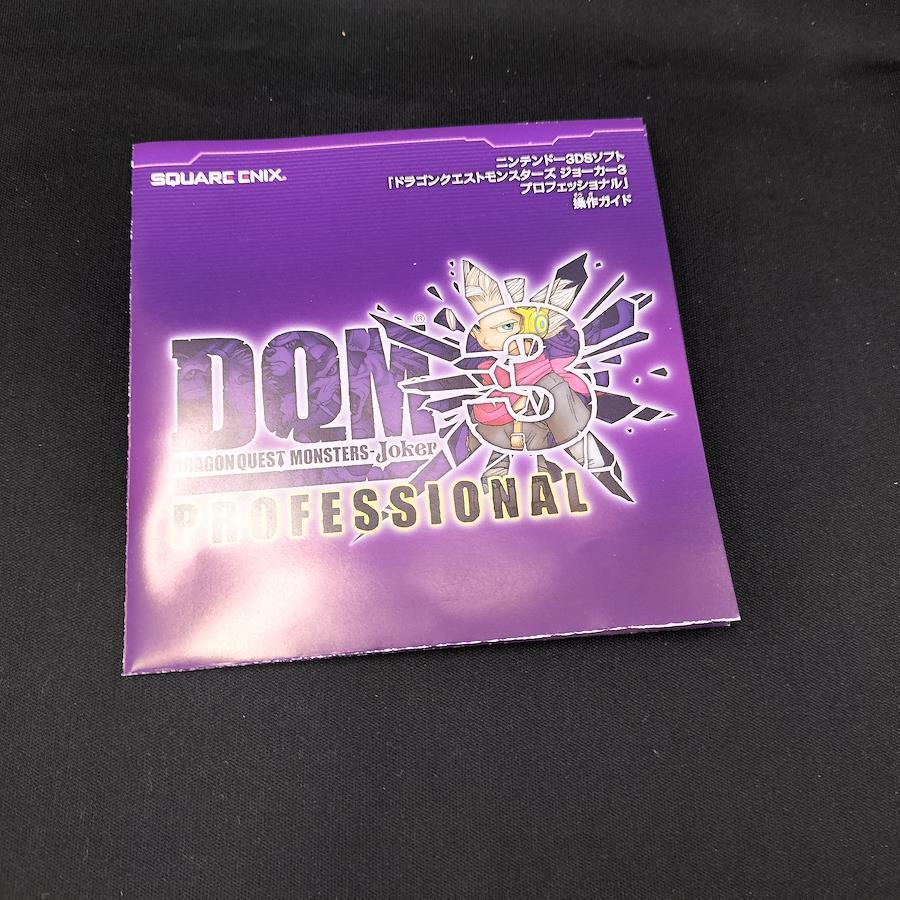 SQUARE ENIX®
ニンテンドー3DSソフト
「ドラゴンクエストモンスターズ ジョーカー3
プロフェッショナル」
操作ガイド
DQM®
3
DRAGON QUEST MONSTERS-Joker
PROFESSIONAL